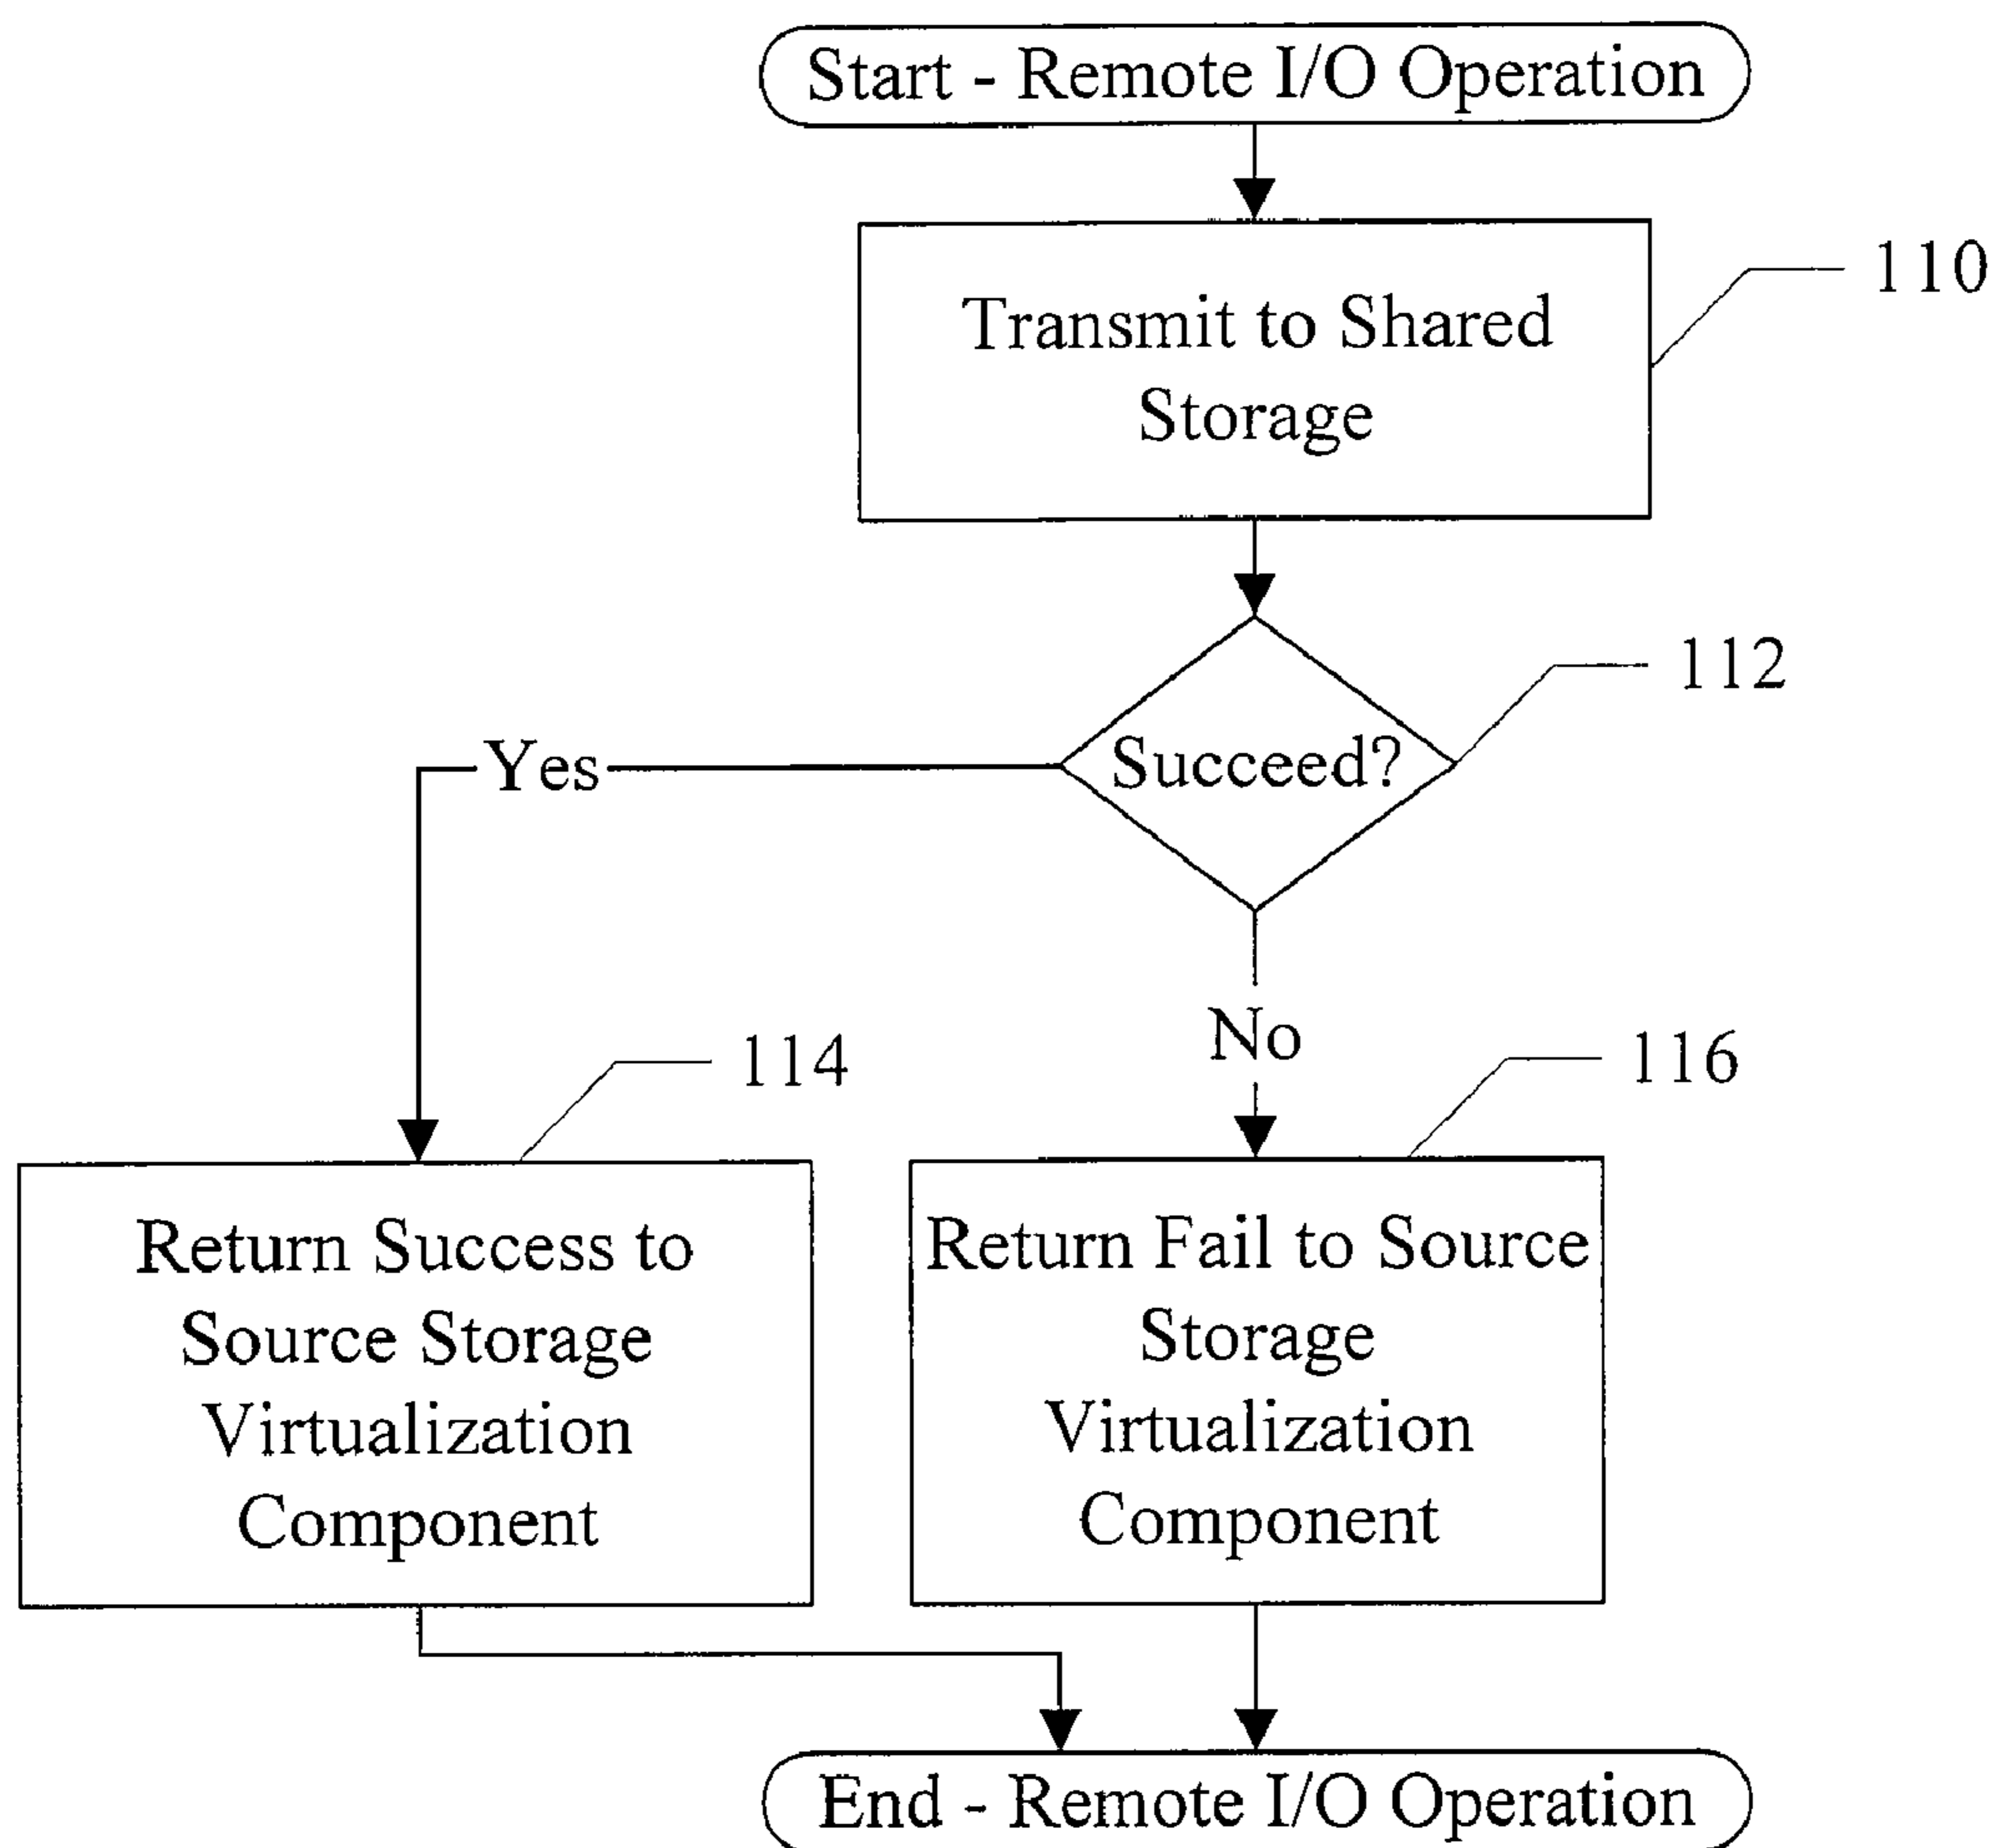 Start - Remote I/O Operation
110
Transmit to Shared
Storage
112
Succeed?
Yes
No
114
116
Return Success to
Source Storage
Virtualization
Component
Return Fail to Source
Storage
Virtualization
Component
End - Remote I/O Operation